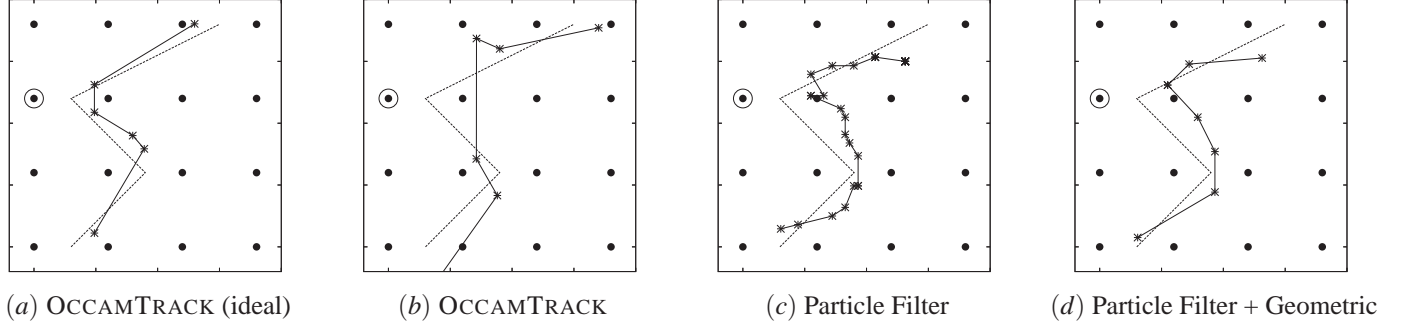 (a) OCCAMTRACK (ideal)
(b) OCCAMTRACK
(c) Particle Filter
(d) Particle Filter + Geometric